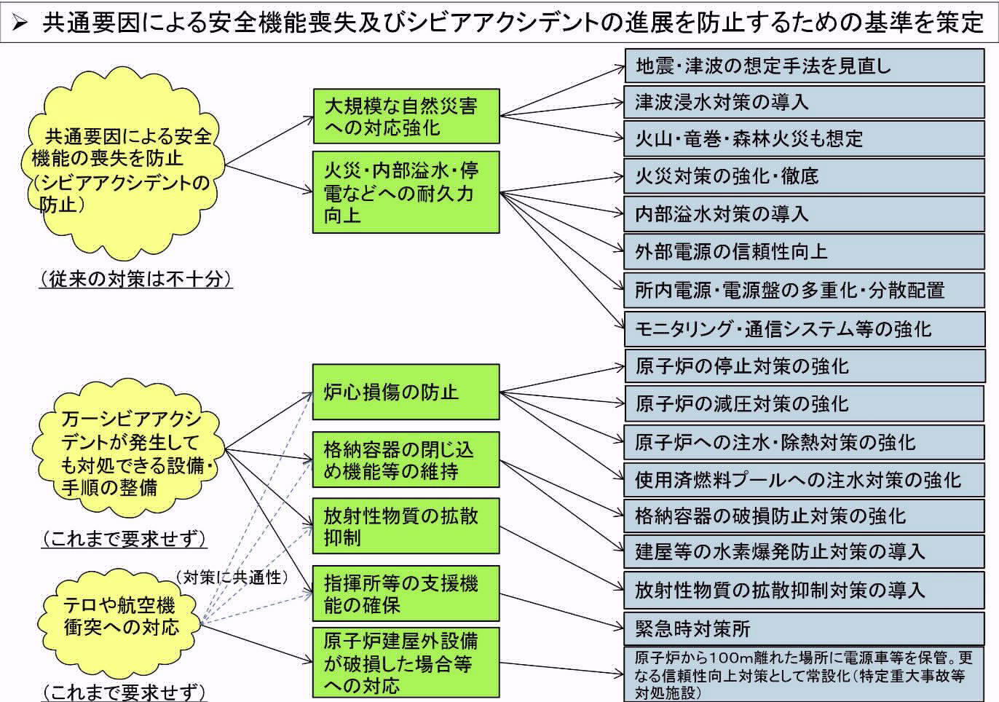 ➢ 共通要因による安全機能喪失及びシビアアクシデントの進展を防止するための基準を策定
共通要因による安全
機能の喪失を防止
（シビアアクシデントの
防止）
（従来の対策は不十分）
大規模な自然災害
への対応強化
火災・内部溢水・停
電などへの耐久力
向上
地震・津波の想定手法を見直し
津波浸水対策の導入
火山・竜巻・森林火災も想定
火災対策の強化・徹底
内部溢水対策の導入
外部電源の信頼性向上
所内電源・電源盤の多重化・分散配置
モニタリング・通信システム等の強化
万一シビアアクシ
デントが発生して
も対処できる設備・
手順の整備
（これまで要求せず）
炉心損傷の防止
格納容器の閉じ込
め機能等の維持
放射性物質の拡散
抑制
指揮所等の支援機
能の確保
原子炉の停止対策の強化
原子炉の減圧対策の強化
原子炉への注水・除熱対策の強化
使用済燃料プールへの注水対策の強化
格納容器の破損防止対策の強化
建屋等の水素爆発防止対策の導入
放射性物質の拡散抑制対策の導入
緊急時対策所
（対策に共通性）
テロや航空機
衝突への対応
（これまで要求せず）
原子炉建屋外設備
が破損した場合等
への対応
原子炉から１００ｍ離れた場所に電源車等を保管。更
なる信頼性向上対策として常設化（特定重大事故等
対処施設）